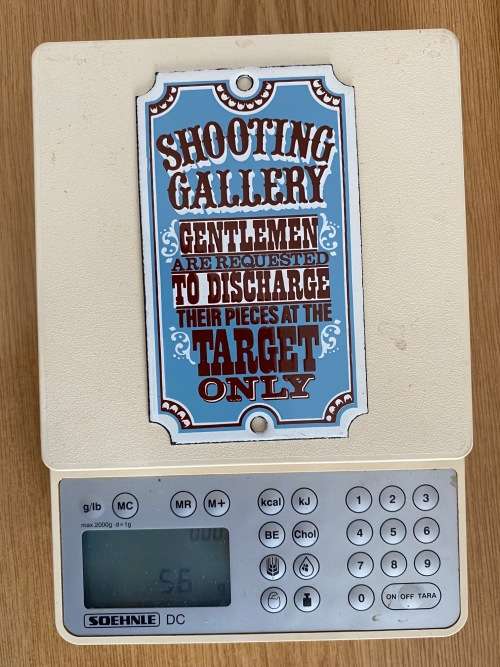 SHOOTING
GALLERY
GENTLEMEN
ARE REQUESTED
TO DISCHARGE
THEIR PIECES AT THE
TARGET
ONLY
g/lb MC MR M+ kcal kJ 1 2 3
max.2000g d=1g
BE Chol 4 5 6
7 8 9
0 ON OFF TARA
000
56
SOEHNLE DC